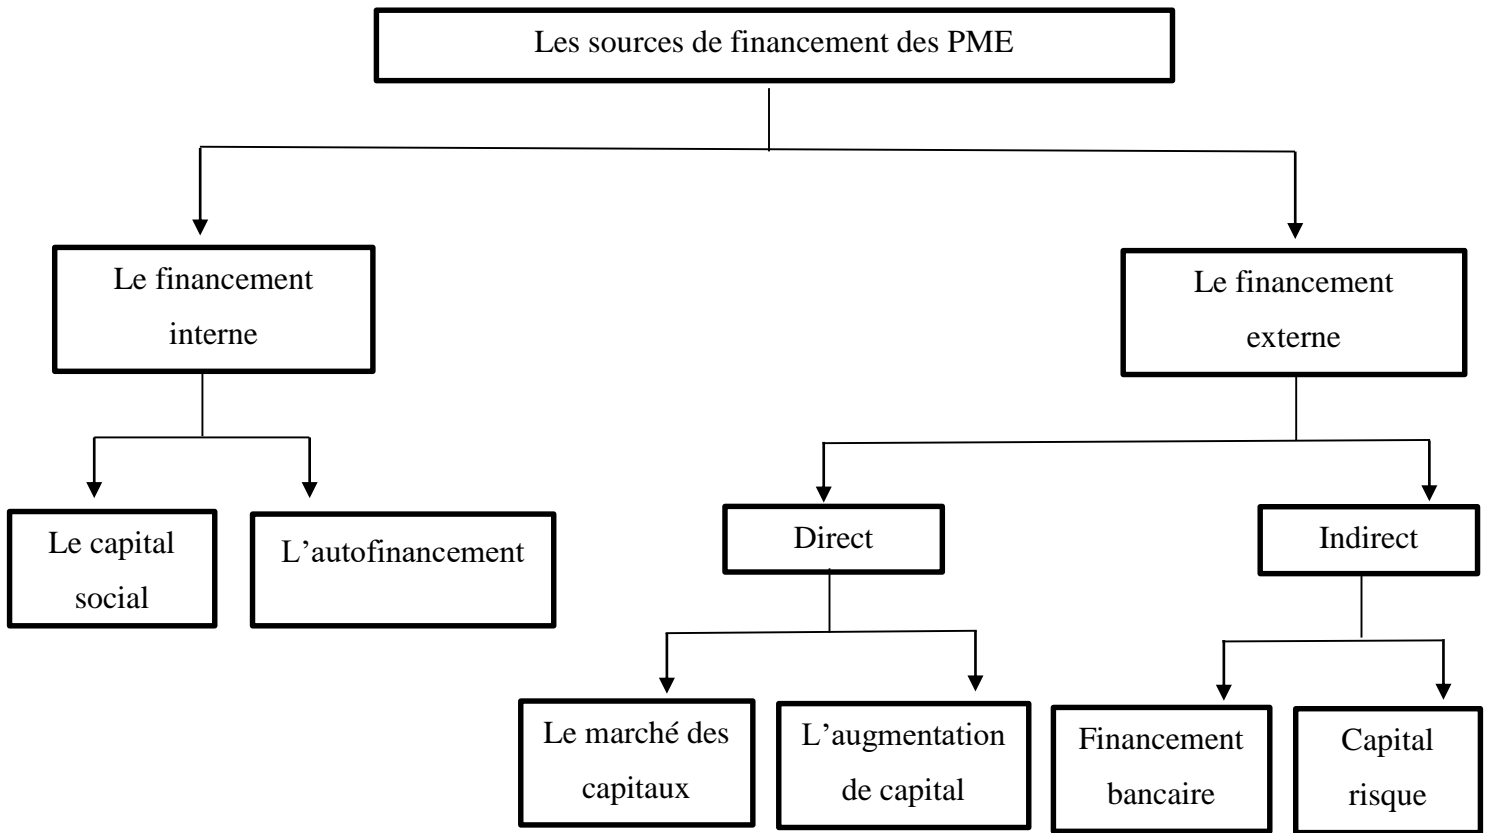 Les sources de financement des PME
Le financement
interne
Le financement
externe
Le capital
social
L’autofinancement
Direct
Indirect
Le marché des
capitaux
L’augmentation
de capital
Financement
bancaire
Capital
risque